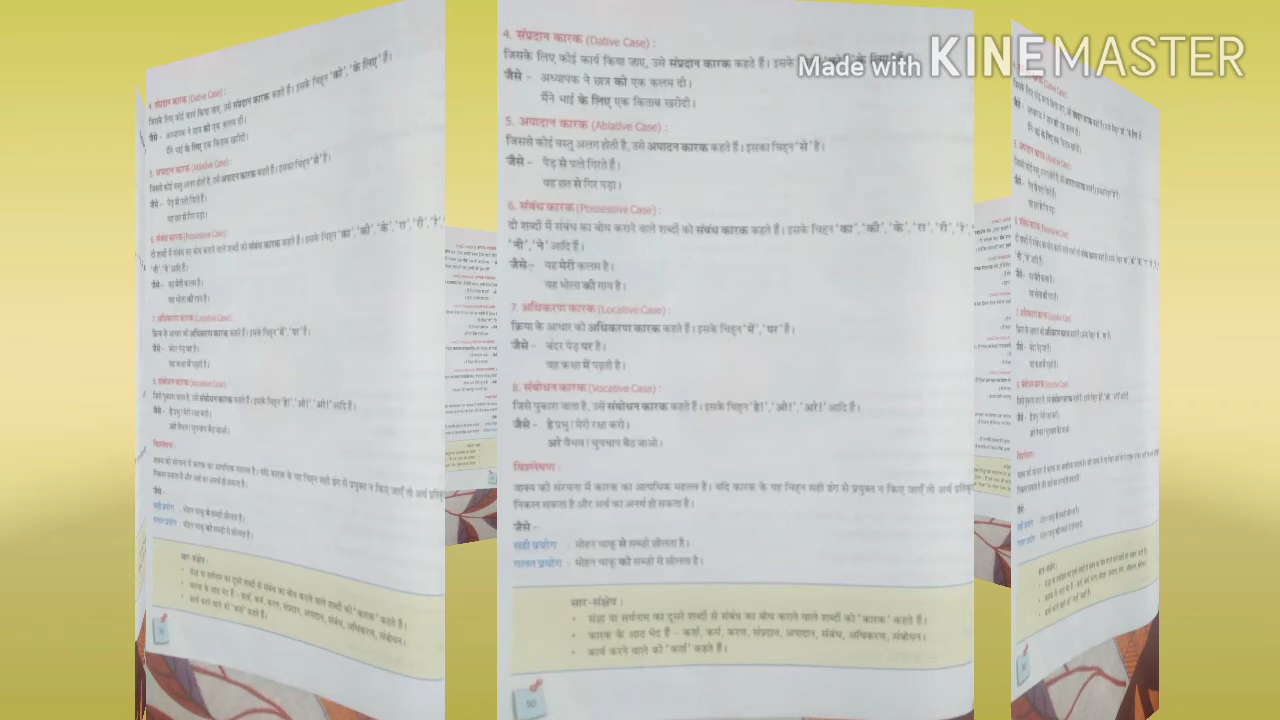 Made with KINEMASTER
4. संप्रदान कारक (Dative Case) :
जिसके लिए कोई कार्य किया जाए, उसे संप्रदान कारक कहते हैं। इसके चिह्न 'को', 'के लिए' हैं।
जैसे - अध्यापक ने छात्र को एक कलम दी।
मैंने भाई के लिए एक किताब खरीदी।
5. अपादान कारक (Ablative Case) :
जिससे कोई वस्तु अलग होती है, उसे अपादन कारक कहते हैं। इसका चिह्न 'से' है।
जैसे - पेड़ से पत्ते गिरते हैं।
वह छत से गिर पड़ा।
6. संबंध कारक (Possessive Case) :
दो शब्दों में संबंध का बोध कराने वाले शब्दों को संबंध कारक कहते हैं। इसके चिह्न 'का', 'की', 'के', 'रा', 'री', 'रे',
'नी', 'ने' आदि हैं।
जैसे - यह मेरी कलम है।
वह भोला की गाय है।
7. अधिकरण कारक (Locative Case) :
क्रिया के आधार को अधिकरण कारक कहते हैं। इसके चिह्न 'में', 'पर' हैं।
जैसे - बंदर पेड़ पर है।
वह कक्षा में पढ़ती है।
8. संबोधन कारक (Vocative Case) :
जिसे पुकारा जाता है, उसे संबोधन कारक कहते हैं। इसके चिह्न 'हे!', 'ओ!', 'अरे!' आदि हैं।
जैसे - हे प्रभु! मेरी रक्षा करो।
अरे वैभव! चुपचाप बैठ जाओ।
विश्लेषण :
वाक्य की संरचना में कारक का अत्यधिक महत्त्व है। यदि कारक के यह चिह्न सही ढंग से प्रयुक्त न किए जाएँ तो अर्थ
निकल सकता है और अर्थ का अनर्थ हो सकता है।
जैसे -
सही प्रयोग : मोहन चाकू से सब्ज़ी छीलता है।
गलत प्रयोग : मोहन चाकू को सब्ज़ी से छीलता है।
सार-संक्षेप :
• संज्ञा या सर्वनाम का दूसरे शब्दों से संबंध का बोध कराने वाले शब्दों को 'कारक' कहते हैं।
• कारक के आठ भेद हैं - कर्ता, कर्म, करण, संप्रदान, अपादान, संबंध, अधिकरण, संबोधन।
• कार्य करने वाले को 'कर्ता' कहते हैं।
90